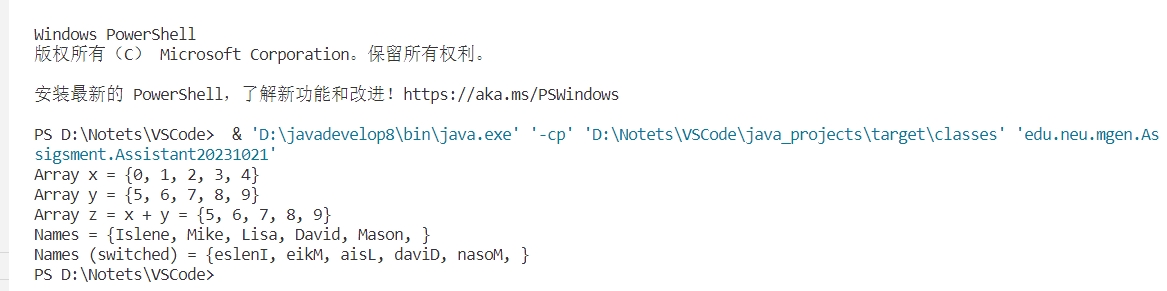 Windows PowerShell
版权所有（C） Microsoft Corporation。保留所有权利。
安装最新的 PowerShell，了解新功能和改进！https://aka.ms/PSWindows
PS D:\Notets\VSCode>  & 'D:\javadevelop8\bin\java.exe' '-cp' 'D:\Notets\VSCode\java_projects\target\classes' 'edu.neu.mgen.As
sigsment.Assistant20231021'
Array x = {0, 1, 2, 3, 4}
Array y = {5, 6, 7, 8, 9}
Array z = x + y = {5, 6, 7, 8, 9}
Names = {Islene, Mike, Lisa, David, Mason, }
Names (switched) = {eslenI, eikM, aisL, daviD, nasoM, }
PS D:\Notets\VSCode>